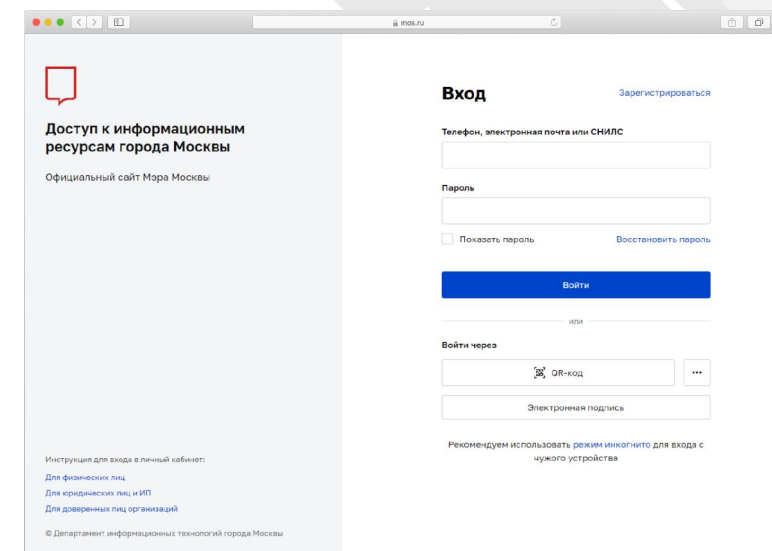 mos.ru
Доступ к информационным
ресурсам города Москвы
Официальный сайт Мэра Москвы
Инструкция для входа в личный кабинет:
Для физических лиц
Для юридических лиц и ИП
Для доверенных лиц организаций
© Департамент информационных технологий города Москвы
Вход
Зарегистрироваться
Телефон, электронная почта или СНИЛС
Пароль
Показать пароль
Восстановить пароль
Войти
или
Войти через
QR-код
Электронная подпись
Рекомендуем использовать режим инкогнито для входа с
чужого устройства